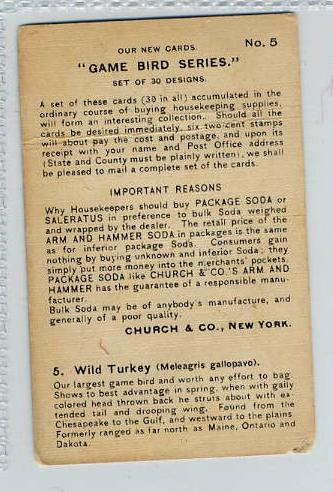 OUR NEW CARDS. No. 5
"GAME BIRD SERIES."
SET OF 30 DESIGNS.
A set of these cards (30 in all) accumulated in the
ordinary course of buying housekeeping supplies,
will form an interesting collection. Should all the
cards be desired immediately, six two-cent stamps
will about pay the cost and postage, and upon its
receipt with your name and Post Office address
(State and County must be plainly written), we shall
be pleased to mail a complete set of the cards.
IMPORTANT REASONS
Why Housekeepers should buy PACKAGE SODA or
SALERATUS in preference to bulk Soda weighed
and wrapped by the dealer. The retail price of the
ARM AND HAMMER SODA in packages is the same
as for inferior package Soda. Consumers gain
nothing by buying unknown and inferior Soda; they
simply put more money into the merchants' pockets.
PACKAGE SODA like CHURCH & CO.'S ARM AND
HAMMER has the guarantee of a responsible manu-
facturer.
Bulk Soda may be of anybody's manufacture, and
generally of a poor quality.
CHURCH & CO., NEW YORK.
5. Wild Turkey (Meleagris gallopavo).
Our largest game bird and worth any effort to bag.
Shows to best advantage in spring, when with gaily
colored head thrown back he struts about with ex-
tended tail and drooping wing. Found from the
Chesapeake to the Gulf, and westward to the plains
Formerly ranged as far north as Maine, Ontario and
Dakota.